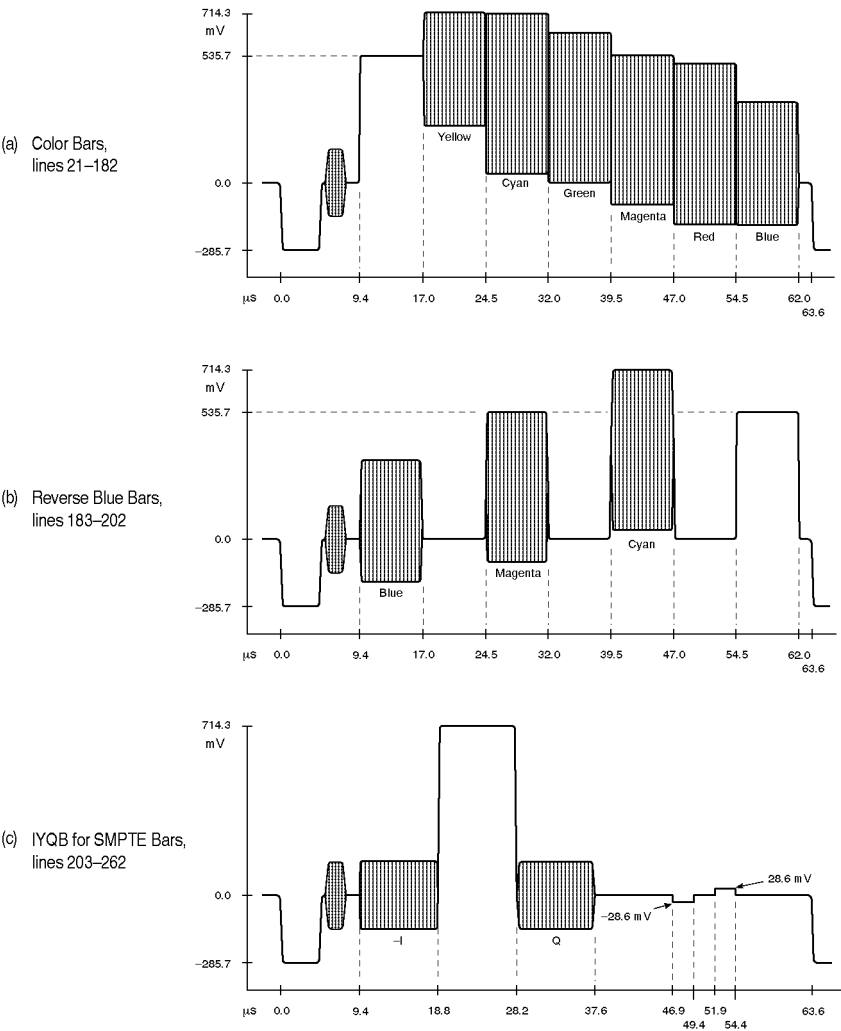 714.3
mV
535.7
(a) Color Bars,
lines 21–182
0.0
−285.7
Yellow
Cyan
Green
Magenta
Red
Blue
µs 0.0 9.4 17.0 24.5 32.0 39.5 47.0 54.5 62.0
63.6
714.3
mV
535.7
(b) Reverse Blue Bars,
lines 183–202
0.0
−285.7
Blue
Magenta
Cyan
µs 0.0 9.4 17.0 24.5 32.0 39.5 47.0 54.5 62.0
63.6
714.3
mV
(c) IYQB for SMPTE Bars,
lines 203–262
0.0
−285.7
−I
Q
−28.6 mV
28.6 mV
µs 0.0 9.4 18.8 28.2 37.6 46.9 51.9 63.6
49.4 54.4